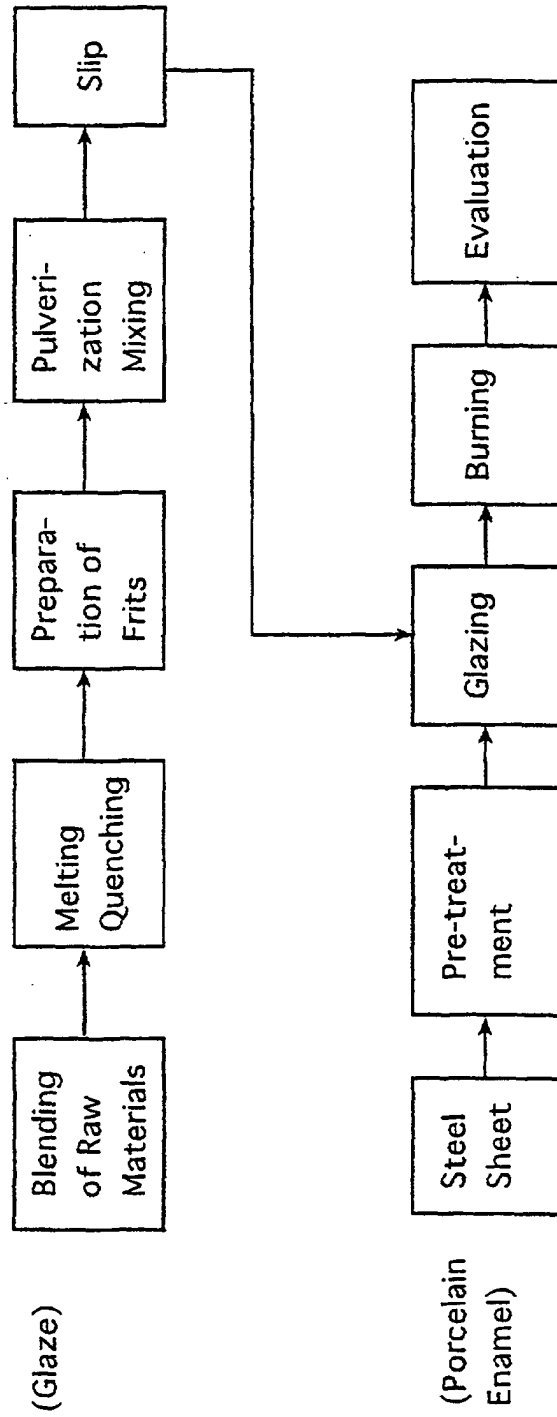 (Glaze)
Blending
of Raw
Materials
Melting
Quenching
Prepara-
tion of
Frits
Pulveri-
zation
Mixing
Slip
(Porcelain
Enamel)
Steel
Sheet
Pre-treat-
ment
Glazing
Burning
Evaluation